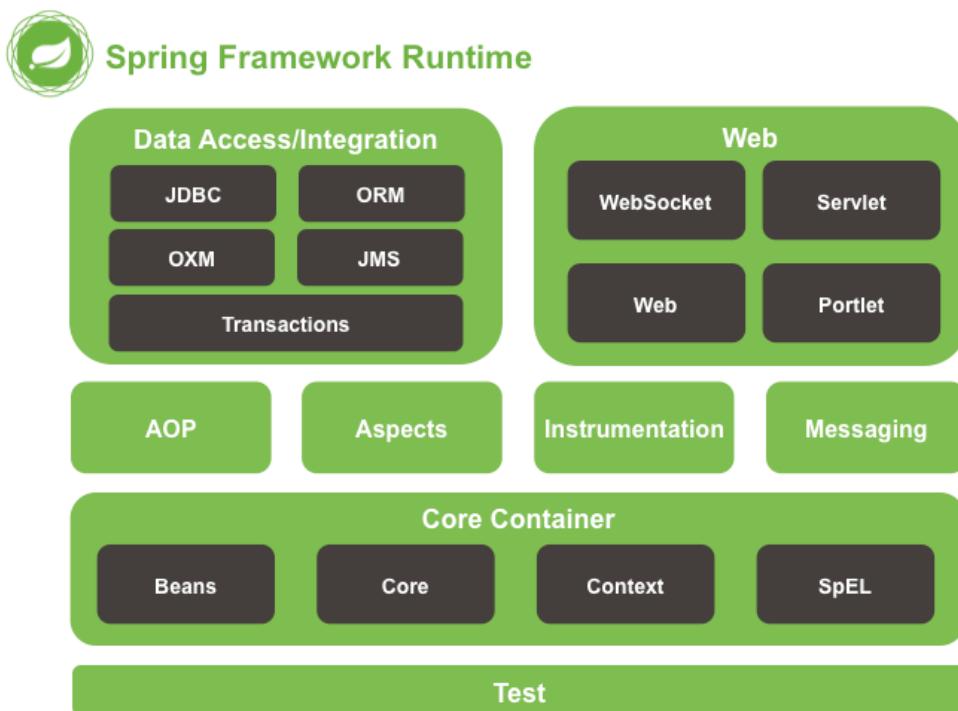 Spring Framework Runtime
Data Access/Integration
JDBC ORM
OXM JMS
Transactions
Web
WebSocket Servlet
Web Portlet
AOP Aspects Instrumentation Messaging
Core Container
Beans Core Context SpEL
Test